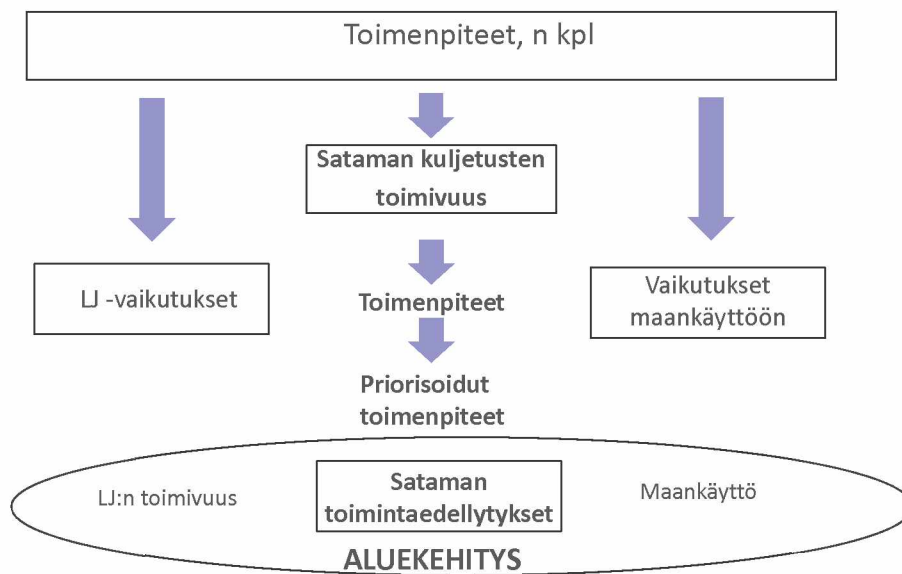 Toimenpiteet, n kpl
Sataman kuljetusten
toimivuus
LJ -vaikutukset
Toimenpiteet
Vaikutukset
maankäyttöön
Priorisoidut
toimenpiteet
LJ:n toimivuus
Sataman
toimintaedellytykset
Maankäyttö
ALUEKEHITYS